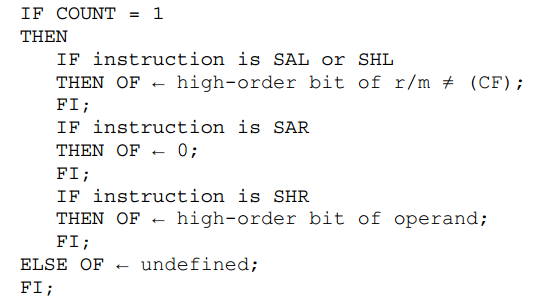 IF COUNT = 1
THEN
   IF instruction is SAL or SHL
   THEN OF ← high-order bit of r/m ≠ (CF);
   FI;
   IF instruction is SAR
   THEN OF ← 0;
   FI;
   IF instruction is SHR
   THEN OF ← high-order bit of operand;
   FI;
ELSE OF ← undefined;
FI;